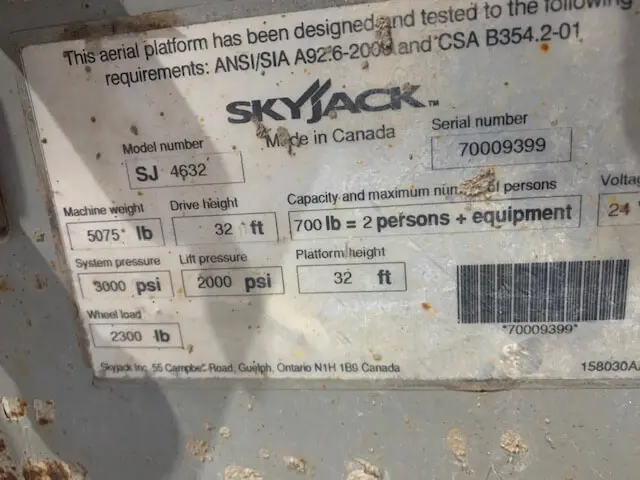 This aerial platform has been designed and tested to the following
requirements: ANSI/SIA A92.6-2006 and CSA B354.2-01
SKYJACK™
Made in Canada
Model number
SJ 4632
Serial number
70009399
Machine weight
5075 lb
Drive height
32 ft
Capacity and maximum of persons
700 lb = 2 persons + equipment
24
System pressure
3000 psi
Lift pressure
2000 psi
Platform height
32 ft
Wheel load
2300 lb
*70009399*
Skyjack Inc. 55 Campbell Road, Guelph, Ontario N1H 1B9 Canada
158030A